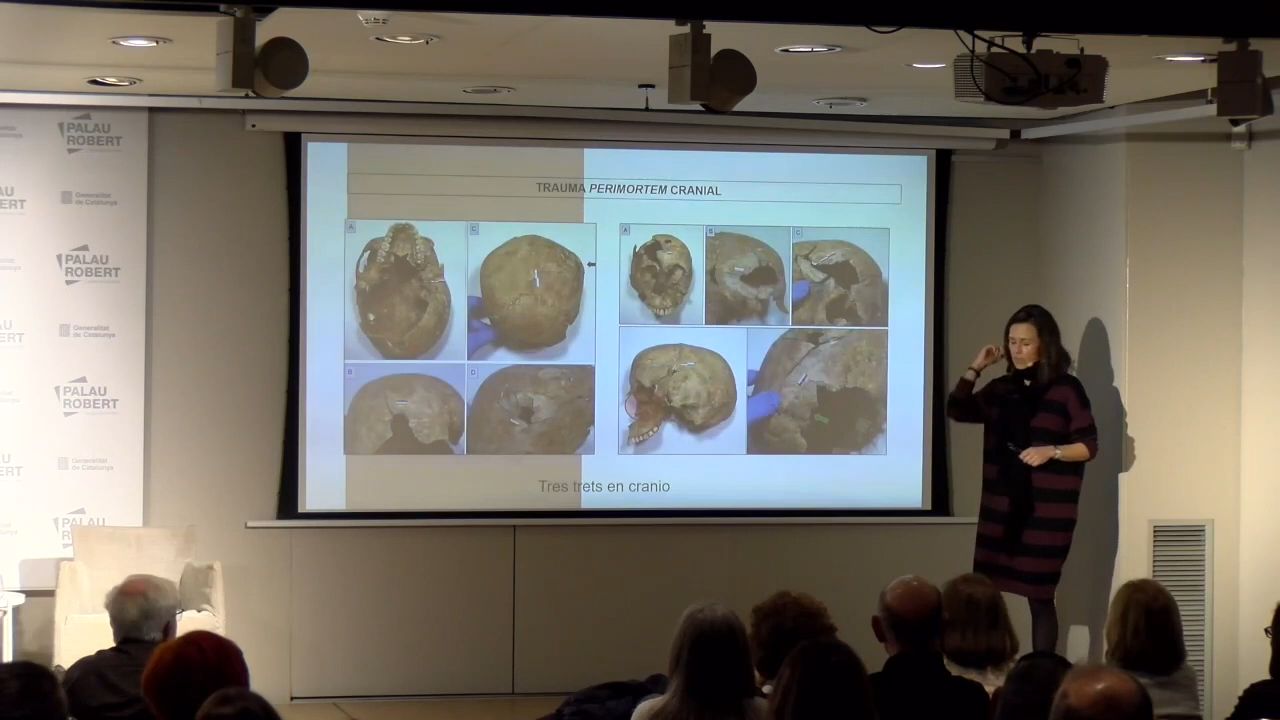 PALAU
ROBERT
Generalitat
de Catalunya
PALAU
ROBERT
Generalitat
de Catalunya
PALAU
ROBERT
Generalitat
de Catalunya
PALAU
TRAUMA PERIMORTEM CRANIAL
A
C
B
D
A
B
C
Tres trets en cranio